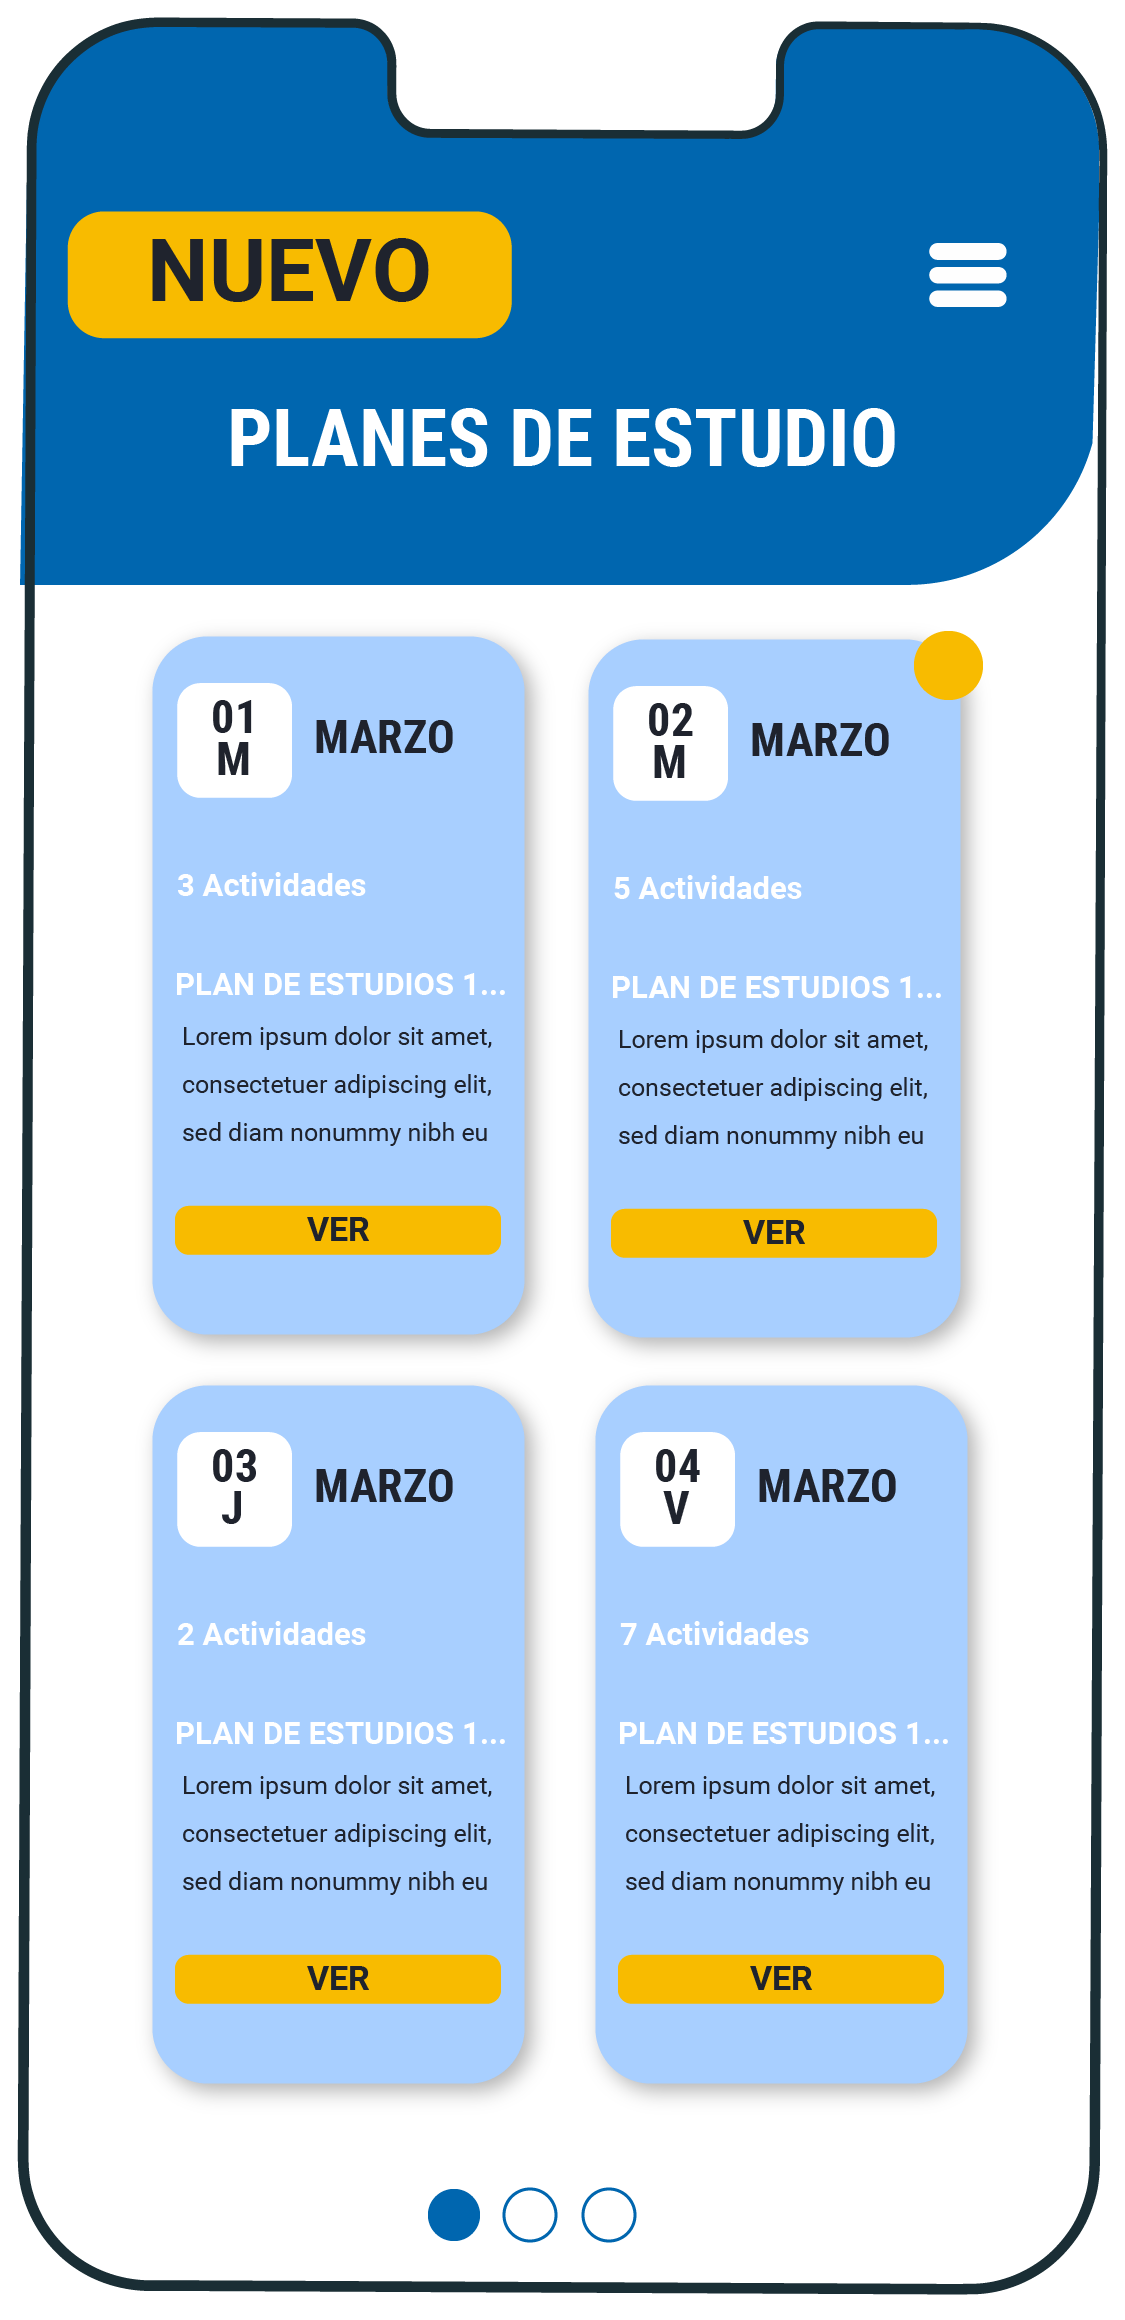 NUEVO
PLANES DE ESTUDIO
01
M
MARZO
3 Actividades
PLAN DE ESTUDIOS 1...
Lorem ipsum dolor sit amet,
consectetuer adipiscing elit,
sed diam nonummy nibh eu
VER
02
M
MARZO
5 Actividades
PLAN DE ESTUDIOS 1...
Lorem ipsum dolor sit amet,
consectetuer adipiscing elit,
sed diam nonummy nibh eu
VER
03
J
MARZO
2 Actividades
PLAN DE ESTUDIOS 1...
Lorem ipsum dolor sit amet,
consectetuer adipiscing elit,
sed diam nonummy nibh eu
VER
04
V
MARZO
7 Actividades
PLAN DE ESTUDIOS 1...
Lorem ipsum dolor sit amet,
consectetuer adipiscing elit,
sed diam nonummy nibh eu
VER